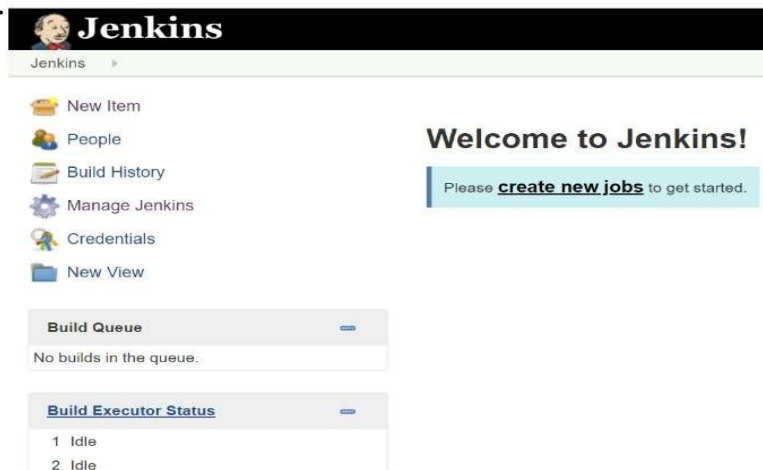 Jenkins
Jenkins
New Item
People
Build History
Manage Jenkins
Credentials
New View
Welcome to Jenkins!
Please create new jobs to get started.
Build Queue
No builds in the queue.
Build Executor Status
1 Idle
2 Idle